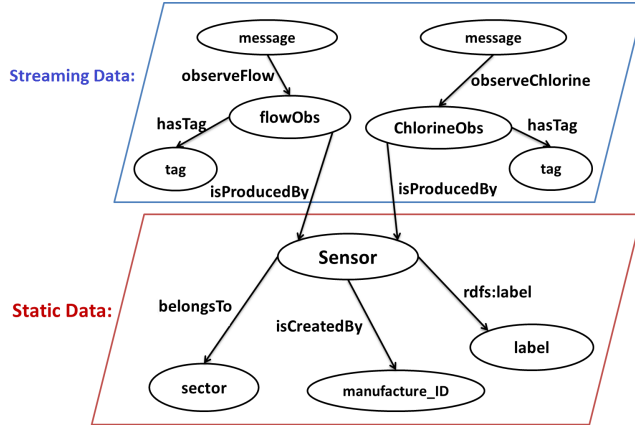 message
message
observeFlow
observeChlorine
Streaming Data:
flowObs
ChlorineObs
hasTag
hasTag
tag
tag
isProducedBy
isProducedBy
Sensor
rdfs:label
belongsTo
Static Data:
isCreatedBy
label
sector
manufacture_ID